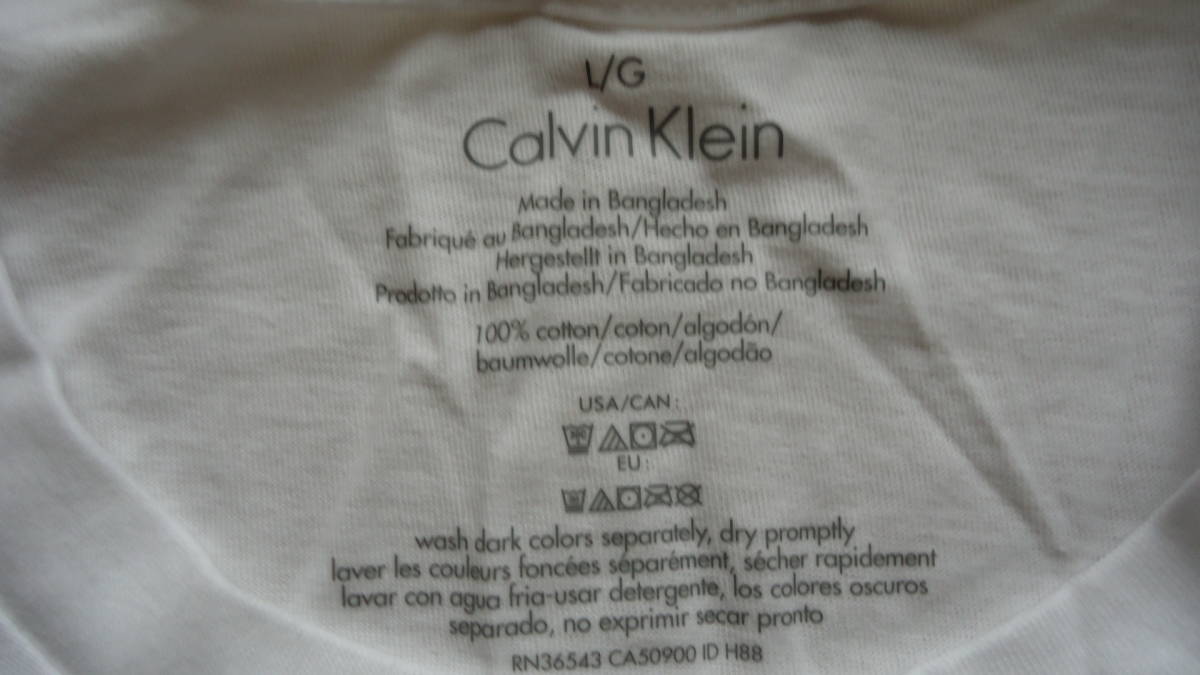 L/G
Calvin Klein
Made in Bangladesh
Fabriqué au Bangladesh/Hecho en Bangladesh
Hergestellt in Bangladesh
Prodotto in Bangladesh/Fabricado no Bangladesh
100% cotton/coton/algodón/
baumwolle/cotone/algodão
USA/CAN:
EU:
wash dark colors separately, dry promptly
laver les couleurs foncées séparément, sécher rapidement
lavar con agua fria-usar detergente, los colores oscuros
separado, no exprimir secar pronto
RN36543 CA50900 ID H88